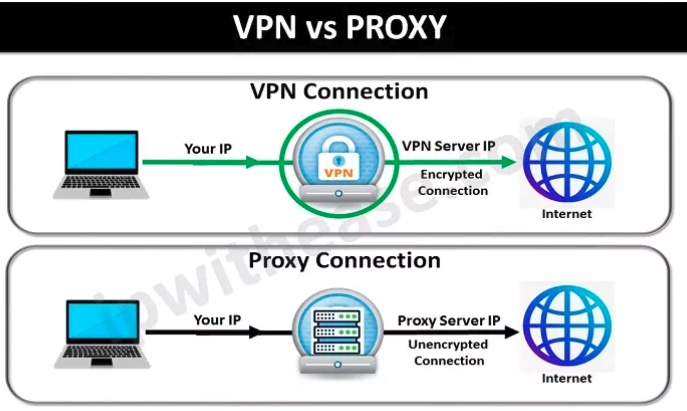 VPN vs PROXY
VPN Connection
Your IP
VPN
VPN Server IP
Encrypted
Connection
Internet
Proxy Connection
Your IP
Proxy Server IP
Unencrypted
Connection
Internet
ipwithease.com